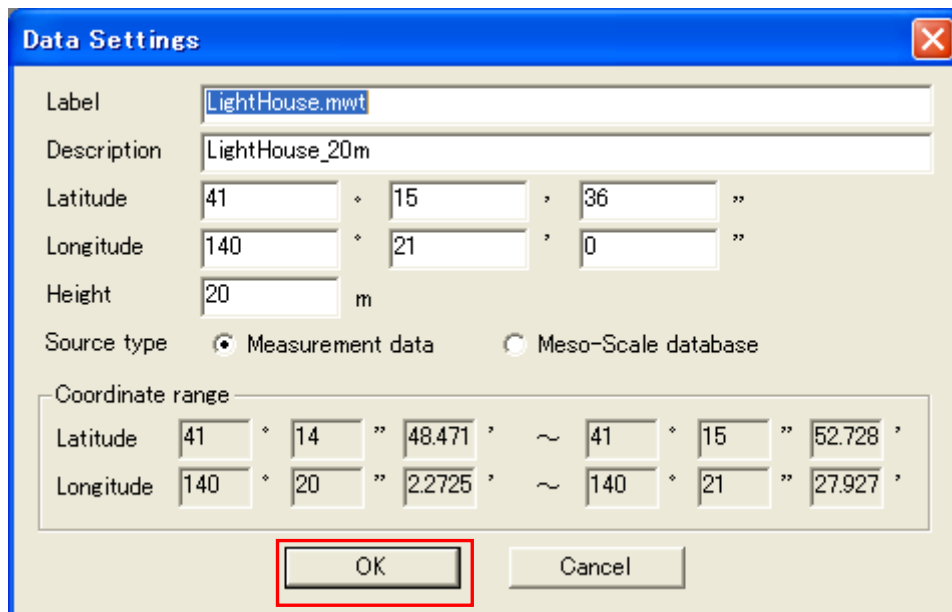 Data Settings
Label LightHouse.mwt
Description LightHouse_20m
Latitude 41 ° 15 ’ 36 ”
Longitude 140 ° 21 ’ 0 ”
Height 20 m
Source type Measurement data Meso-Scale database
Coordinate range
Latitude 41 ° 14 ” 48.471 ’ ～ 41 ° 15 ” 52.728 ’
Longitude 140 ° 20 ” 2.2725 ’ ～ 140 ° 21 ” 27.927 ’
OK Cancel